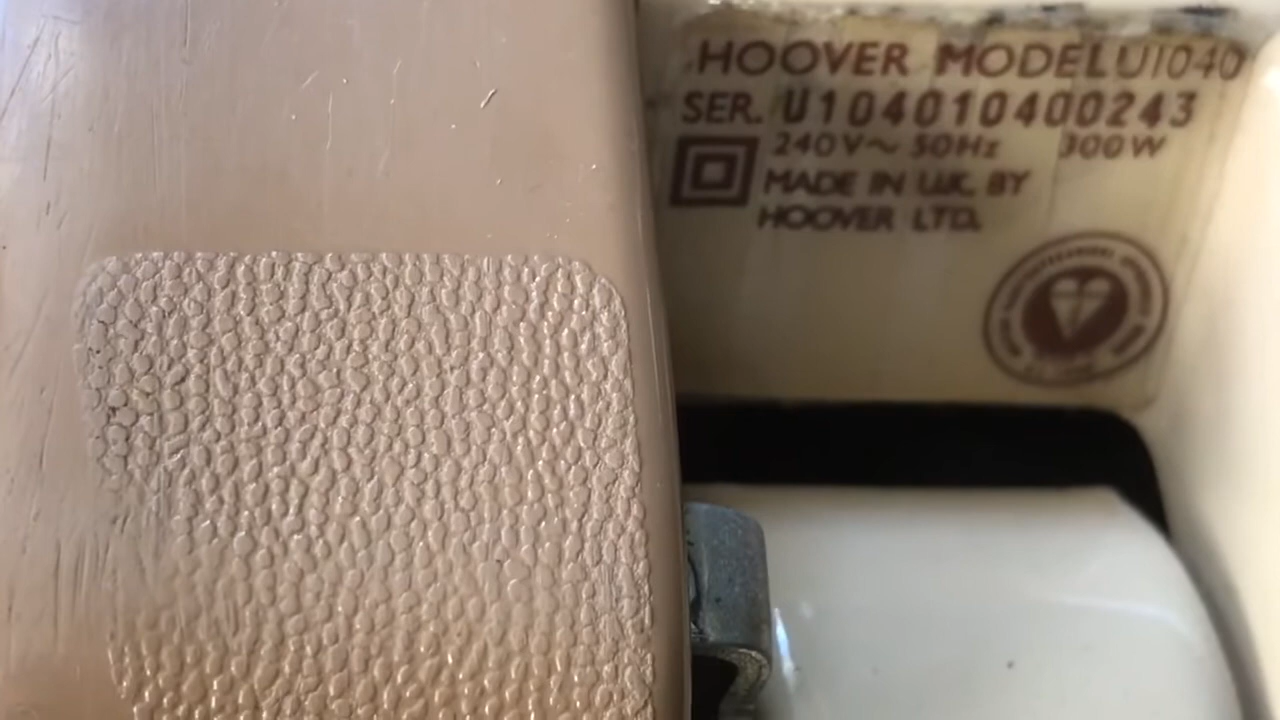 HOOVER MODEL U1040
SER. U104010400243
240V~ 50Hz 300W
MADE IN U.K. BY
HOOVER LTD.